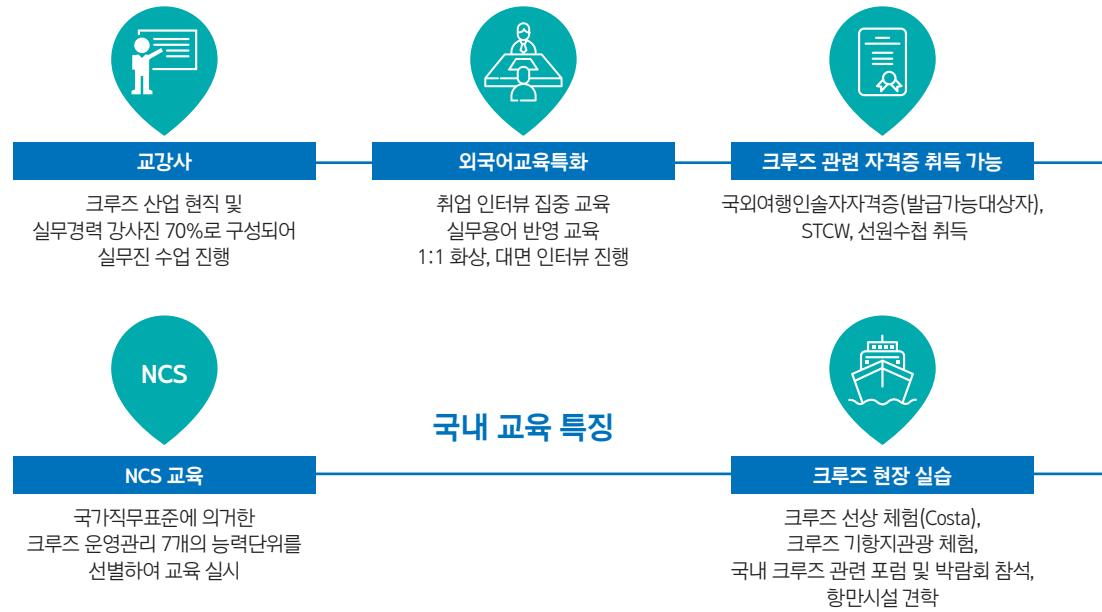 교강사
크루즈 산업 현직 및
실무경력 강사진 70%로 구성되어
실무진 수업 진행
외국어교육특화
취업 인터뷰 집중 교육
실무용어 반영 교육
1:1 화상, 대면 인터뷰 진행
크루즈 관련 자격증 취득 가능
국외여행인솔자자격증(발급가능대상자),
STCW, 선원수첩 취득
국내 교육 특징
NCS
NCS 교육
국가직무표준에 의거한
크루즈 운영관리 7개의 능력단위를
선별하여 교육 실시
크루즈 현장 실습
크루즈 선상 체험(Costa),
크루즈 기항지관광 체험,
국내 크루즈 관련 포럼 및 박람회 참석,
항만시설 견학